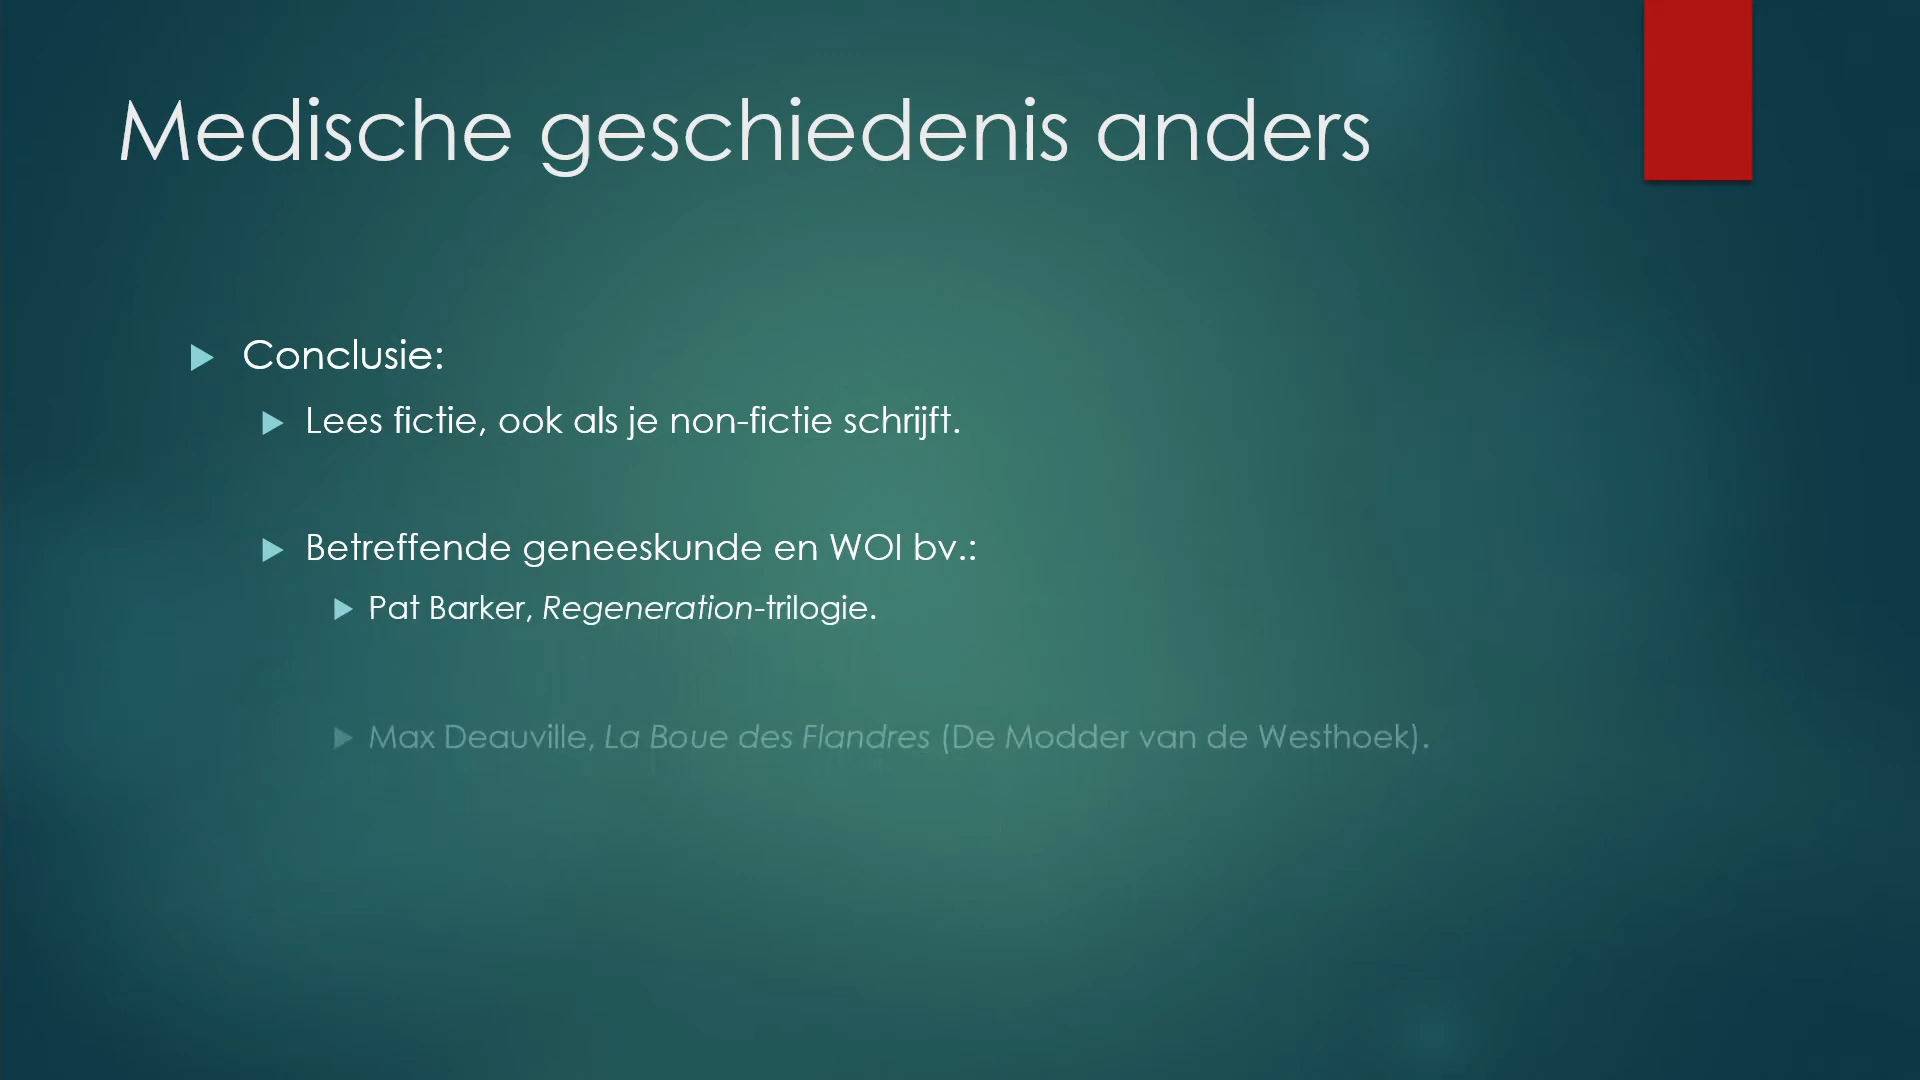 Medische geschiedenis anders
Conclusie:
Lees fictie, ook als je non-fictie schrijft.
Betreffende geneeskunde en WOI bv.:
Pat Barker, Regeneration-trilogie.
Max Deauville, La Boue des Flandres (De Modder van de Westhoek).